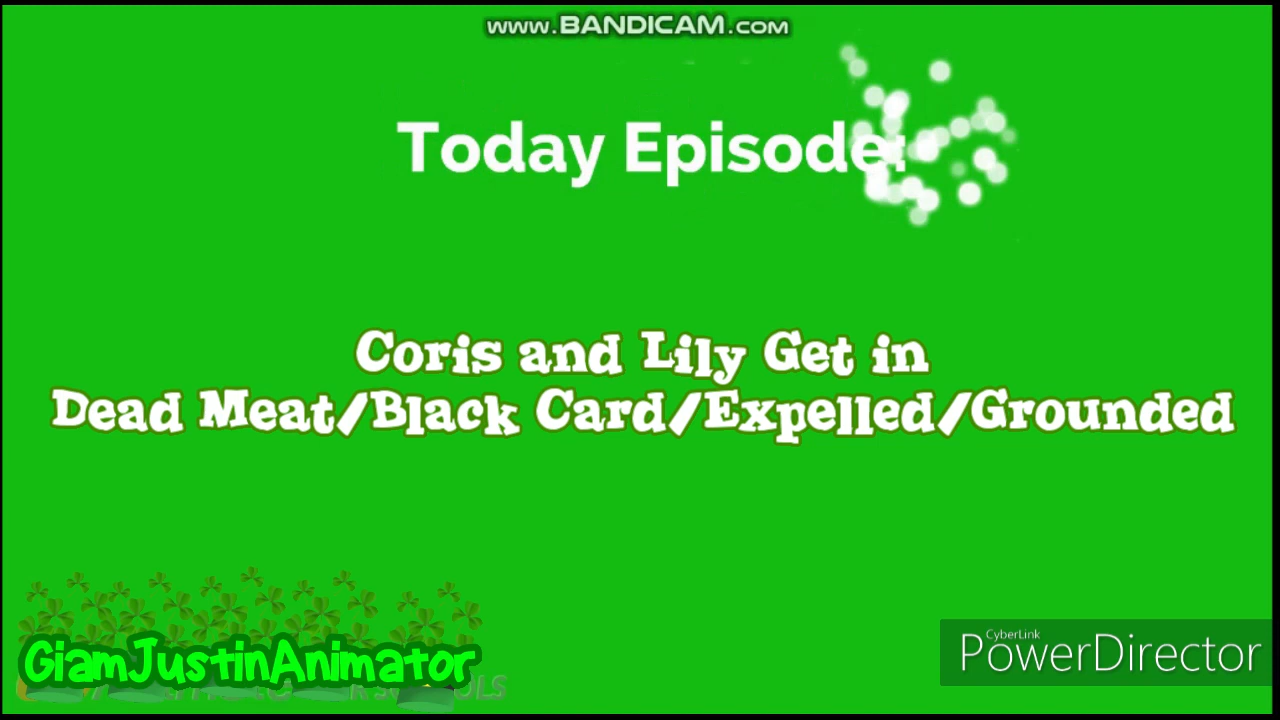 www.BANDICAM.com
Today Episode:
Coris and Lily Get in
Dead Meat/Black Card/Expelled/Grounded
GiamJustinAnimator
CyberLink
PowerDirector